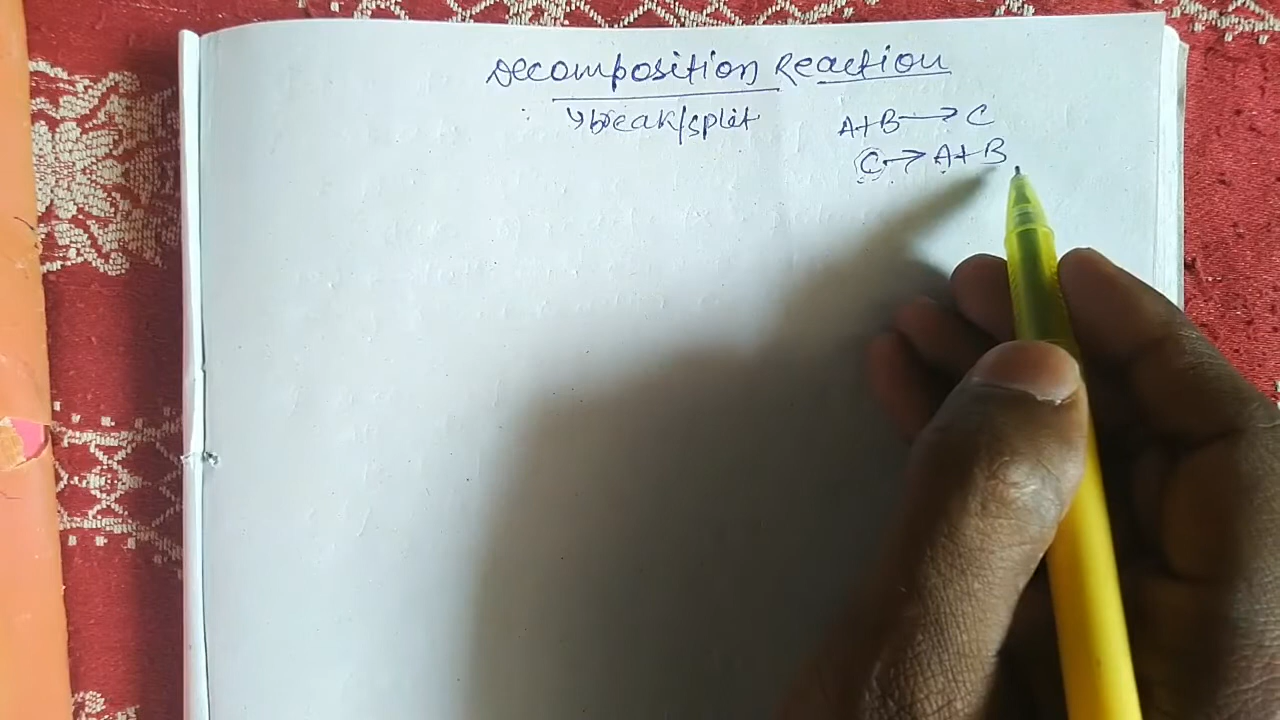 Decomposition Reaction
↳break/split
A+B→C
C→A+B